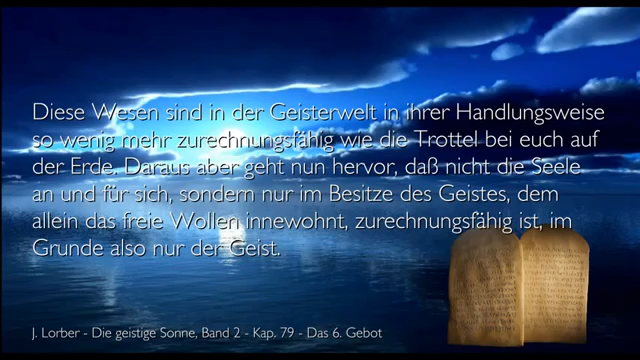 Diese Wesen sind in der Geisterwelt in ihrer Handlungsweise
so wenig mehr zurechnungsfähig wie die Trottel bei euch auf
der Erde. Daraus aber geht nun hervor, daß nicht die Seele
an und für sich, sondern nur im Besitze des Geistes, dem
allein das freie Wollen innewohnt, zurechnungsfähig ist, im
Grunde also nur der Geist.
J. Lorber - Die geistige Sonne, Band 2 - Kap. 79 - Das 6. Gebot